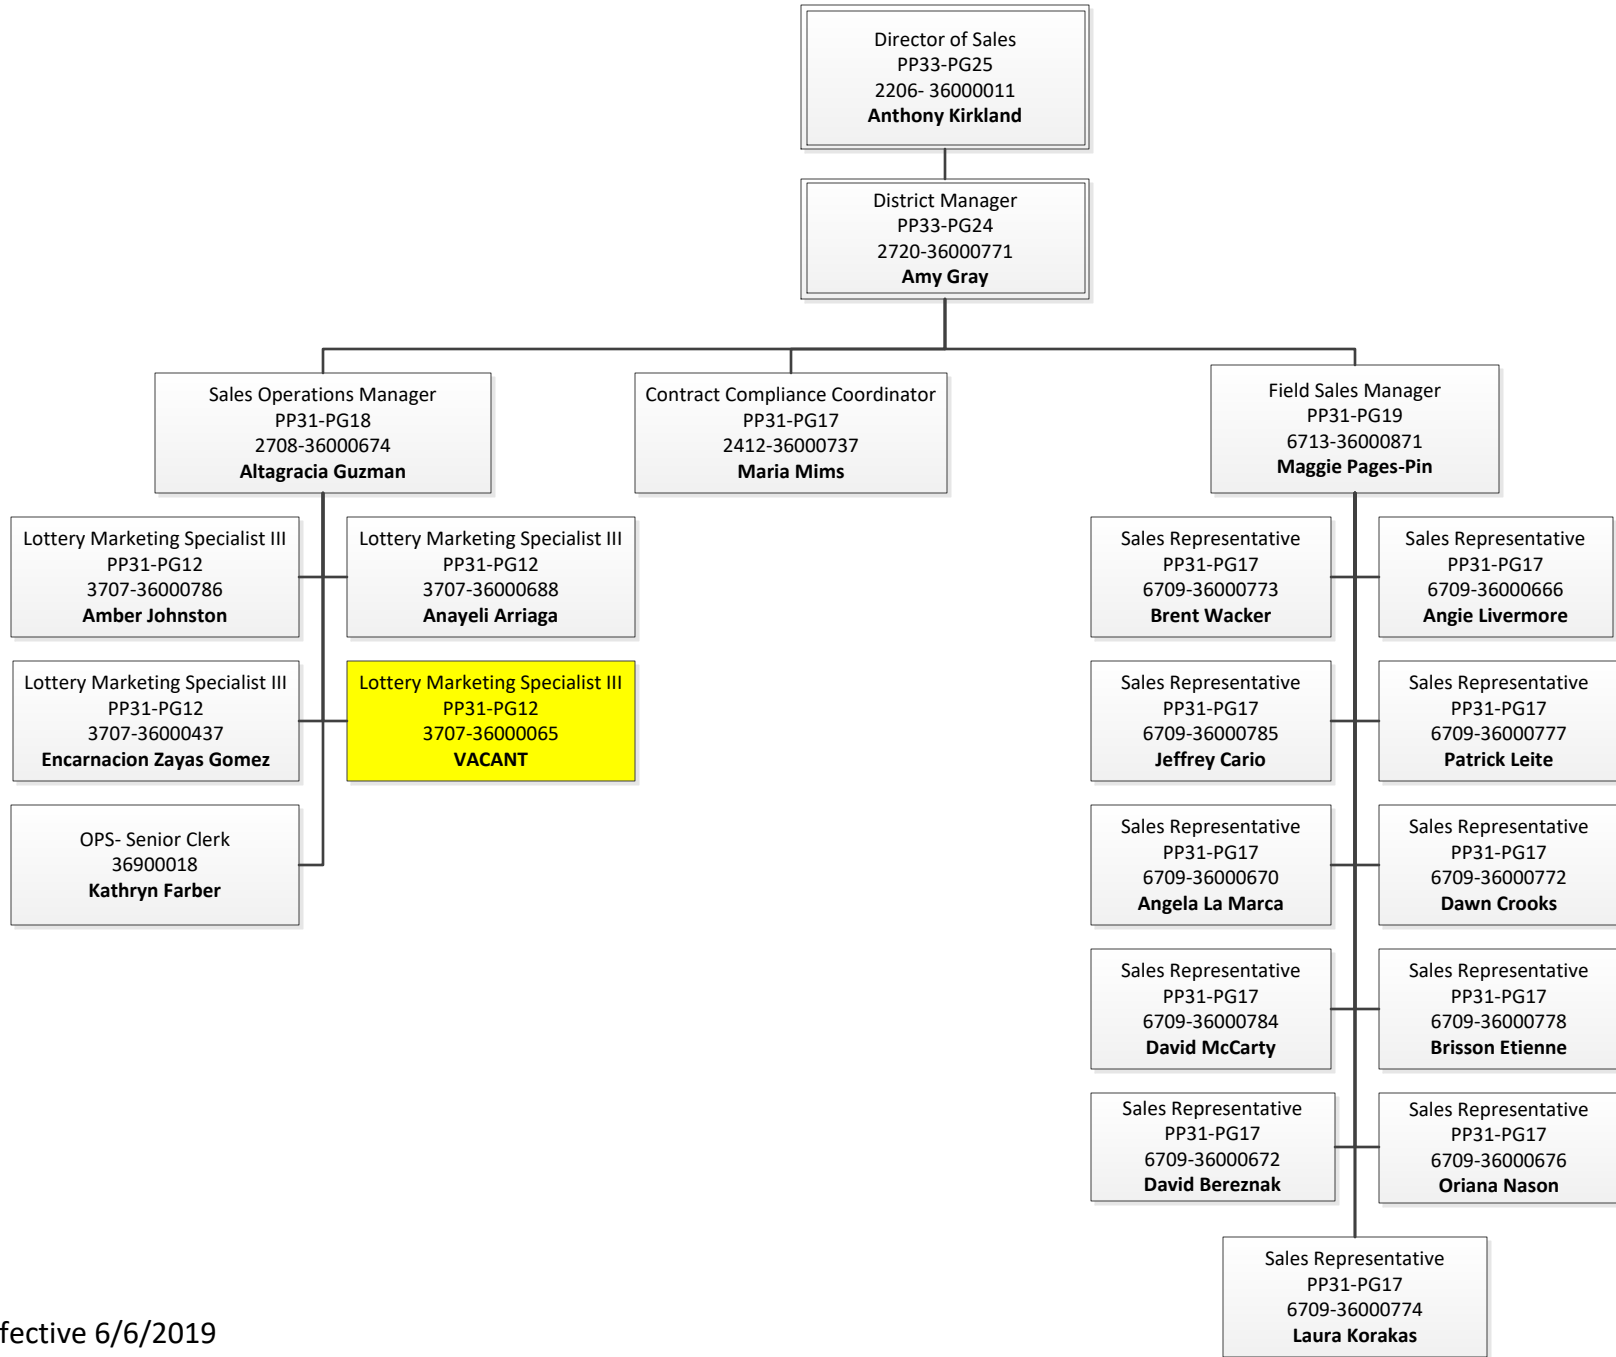 Director of Sales
PP33-PG25
2206- 36000011
Anthony Kirkland
District Manager
PP33-PG24
2720-36000771
Amy Gray
Sales Operations Manager
PP31-PG18
2708-36000674
Altagracia Guzman
Contract Compliance Coordinator
PP31-PG17
2412-36000737
Maria Mims
Field Sales Manager
PP31-PG19
6713-36000871
Maggie Pages-Pin
Lottery Marketing Specialist III
PP31-PG12
3707-36000786
Amber Johnston
Lottery Marketing Specialist III
PP31-PG12
3707-36000688
Anayeli Arriaga
Lottery Marketing Specialist III
PP31-PG12
3707-36000437
Encarnacion Zayas Gomez
Lottery Marketing Specialist III
PP31-PG12
3707-36000065
VACANT
OPS- Senior Clerk
36900018
Kathryn Farber
Sales Representative
PP31-PG17
6709-36000773
Brent Wacker
Sales Representative
PP31-PG17
6709-36000666
Angie Livermore
Sales Representative
PP31-PG17
6709-36000785
Jeffrey Cario
Sales Representative
PP31-PG17
6709-36000777
Patrick Leite
Sales Representative
PP31-PG17
6709-36000670
Angela La Marca
Sales Representative
PP31-PG17
6709-36000772
Dawn Crooks
Sales Representative
PP31-PG17
6709-36000784
David McCarty
Sales Representative
PP31-PG17
6709-36000778
Brisson Etienne
Sales Representative
PP31-PG17
6709-36000672
David Bereznak
Sales Representative
PP31-PG17
6709-36000676
Oriana Nason
Sales Representative
PP31-PG17
6709-36000774
Laura Korakas
fective 6/6/2019